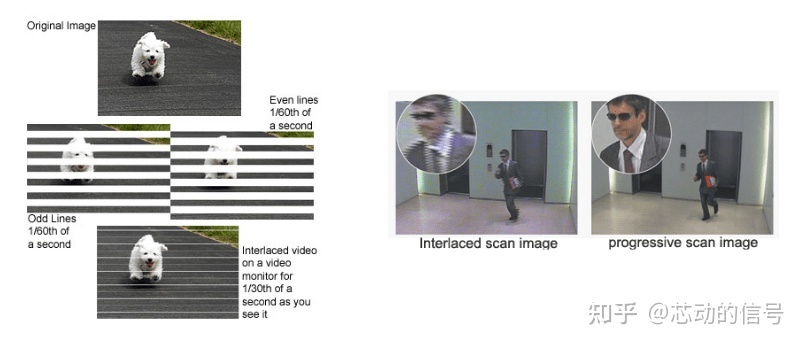 Original Image
Even lines
1/60th of
a second
Odd Lines
1/60th of
a second
Interlaced video
on a video
monitor for
1/30th of a
second as you
see it
Interlaced scan image
progressive scan image
知乎 @芯动的信号